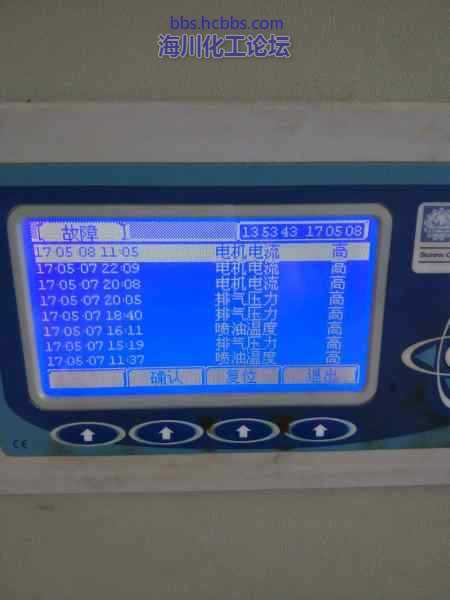 bbs.hcbbs.com
海川化工论坛
[ 故障 ] 13 53 43 17 05 08
17 05 08 11:05 电机电流 高
17 05 07 22:09 电机电流 高
17 05 07 20:08 电机电流 高
17 05 07 20:05 排气压力 高
17 05 07 18:40 排气压力 高
17 05 07 16:11 喷油温度 高
17 05 07 15:19 排气压力 高
17 05 07 11:37 喷油温度 高
确认 复位 退出
CE